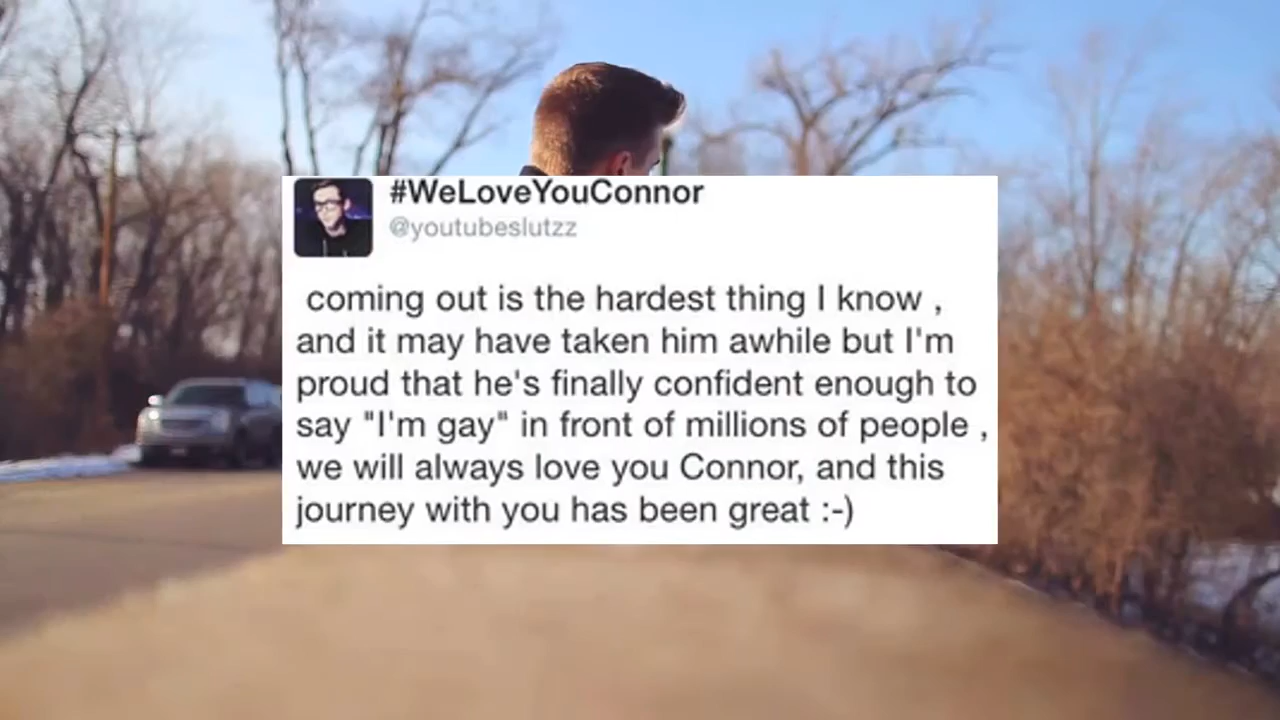 #WeLoveYouConnor
@youtubeslutzz
coming out is the hardest thing I know ,
and it may have taken him awhile but I'm
proud that he's finally confident enough to
say "I'm gay" in front of millions of people ,
we will always love you Connor, and this
journey with you has been great :-)